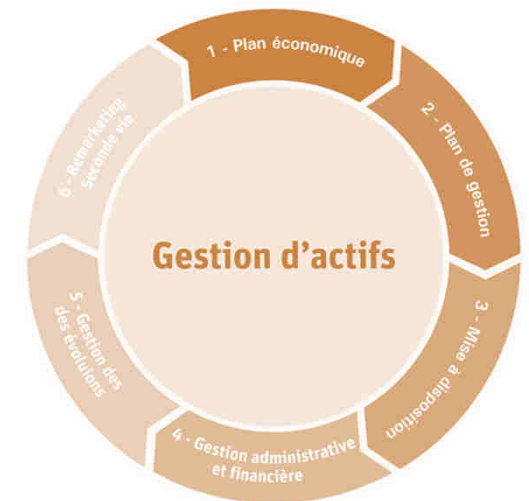 1 - Plan économique
2 - Plan de gestion
3 - Mise à disposition
4 - Gestion administrative
et financière
5 - Gestion des
des évoluions
6 - Remarketing
Seconde vie
Gestion d'actifs